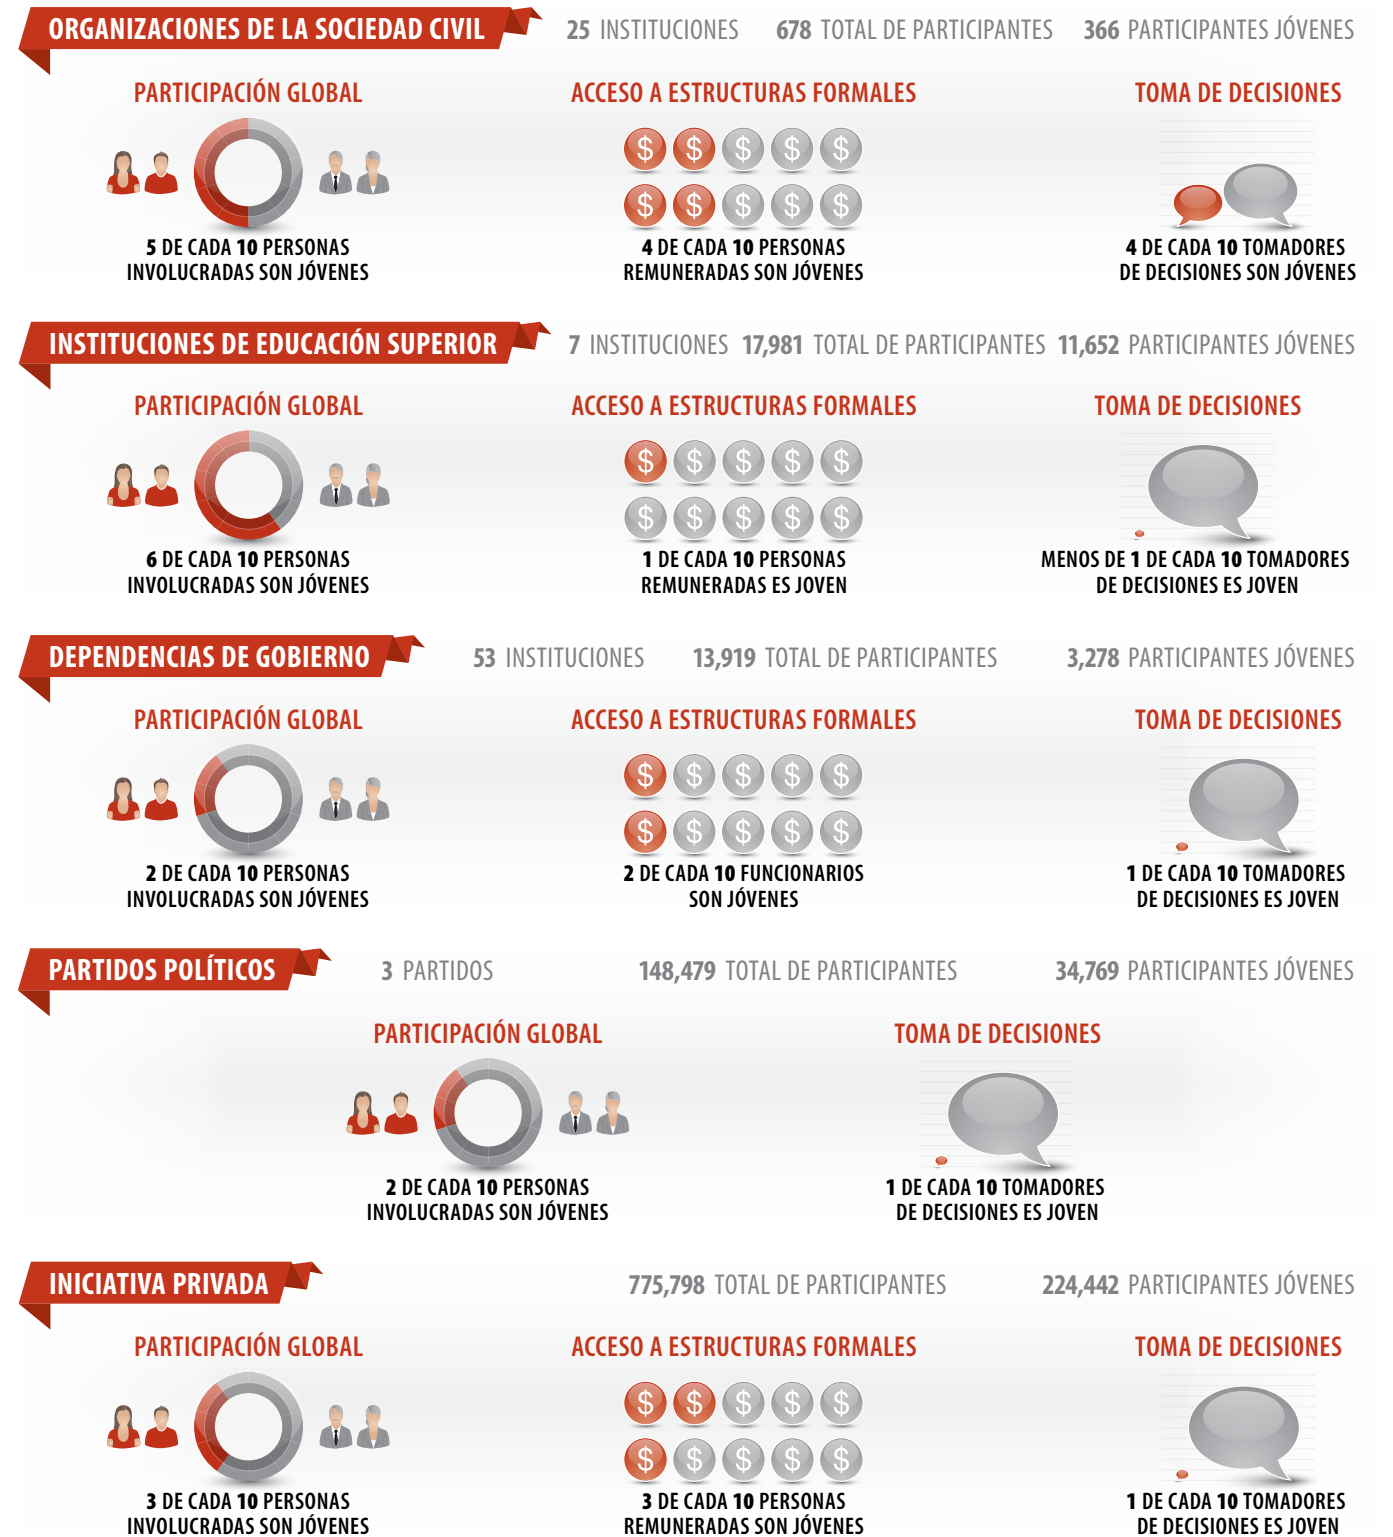 ORGANIZACIONES DE LA SOCIEDAD CIVIL
25 INSTITUCIONES
678 TOTAL DE PARTICIPANTES
366 PARTICIPANTES JÓVENES
PARTICIPACIÓN GLOBAL
5 DE CADA 10 PERSONAS
INVOLUCRADAS SON JÓVENES
ACCESO A ESTRUCTURAS FORMALES
$ $ $ $ $
$ $ $ $ $
4 DE CADA 10 PERSONAS
REMUNERADAS SON JÓVENES
TOMA DE DECISIONES
4 DE CADA 10 TOMADORES
DE DECISIONES SON JÓVENES
INSTITUCIONES DE EDUCACIÓN SUPERIOR
7 INSTITUCIONES
17,981 TOTAL DE PARTICIPANTES
11,652 PARTICIPANTES JÓVENES
PARTICIPACIÓN GLOBAL
6 DE CADA 10 PERSONAS
INVOLUCRADAS SON JÓVENES
ACCESO A ESTRUCTURAS FORMALES
$ $ $ $ $
$ $ $ $ $
1 DE CADA 10 PERSONAS
REMUNERADAS ES JOVEN
TOMA DE DECISIONES
MENOS DE 1 DE CADA 10 TOMADORES
DE DECISIONES ES JOVEN
DEPENDENCIAS DE GOBIERNO
53 INSTITUCIONES
13,919 TOTAL DE PARTICIPANTES
3,278 PARTICIPANTES JÓVENES
PARTICIPACIÓN GLOBAL
2 DE CADA 10 PERSONAS
INVOLUCRADAS SON JÓVENES
ACCESO A ESTRUCTURAS FORMALES
$ $ $ $ $
$ $ $ $ $
2 DE CADA 10 FUNCIONARIOS
SON JÓVENES
TOMA DE DECISIONES
1 DE CADA 10 TOMADORES
DE DECISIONES ES JOVEN
PARTIDOS POLÍTICOS
3 PARTIDOS
148,479 TOTAL DE PARTICIPANTES
34,769 PARTICIPANTES JÓVENES
PARTICIPACIÓN GLOBAL
2 DE CADA 10 PERSONAS
INVOLUCRADAS SON JÓVENES
TOMA DE DECISIONES
1 DE CADA 10 TOMADORES
DE DECISIONES ES JOVEN
INICIATIVA PRIVADA
775,798 TOTAL DE PARTICIPANTES
224,442 PARTICIPANTES JÓVENES
PARTICIPACIÓN GLOBAL
3 DE CADA 10 PERSONAS
INVOLUCRADAS SON JÓVENES
ACCESO A ESTRUCTURAS FORMALES
$ $ $ $ $
$ $ $ $ $
3 DE CADA 10 PERSONAS
REMUNERADAS SON JÓVENES
TOMA DE DECISIONES
1 DE CADA 10 TOMADORES
DE DECISIONES ES JOVEN